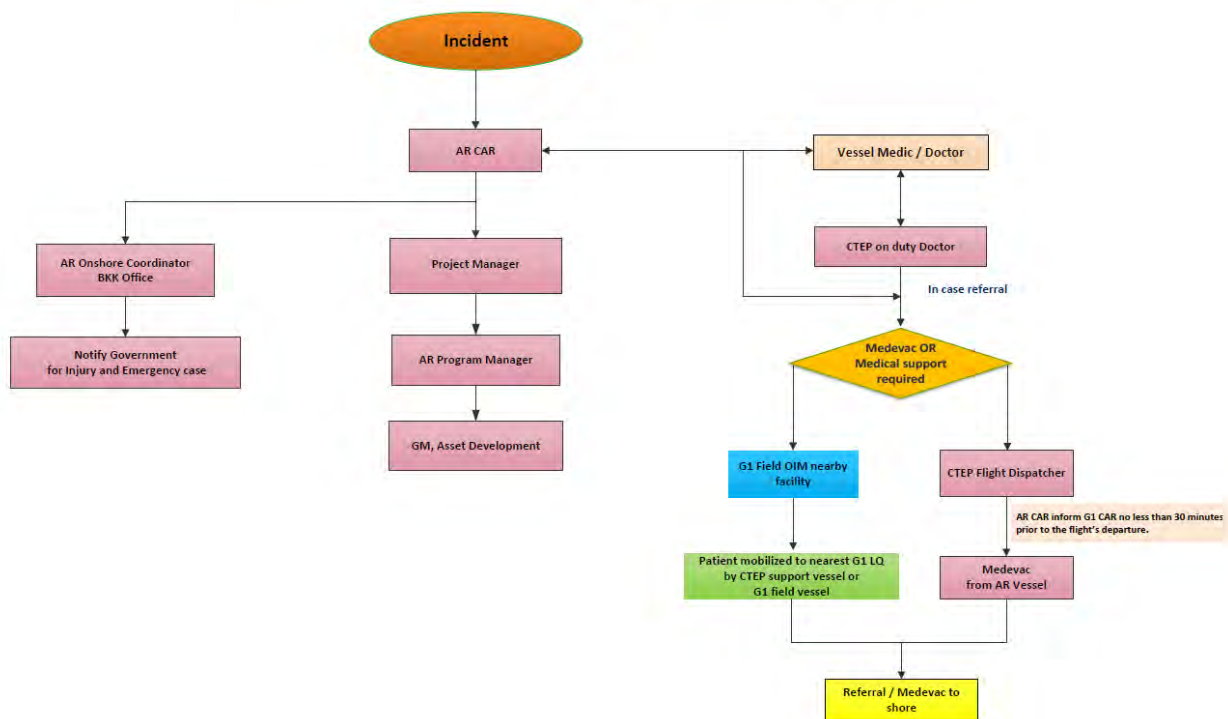 Incident
AR CAR
Vessel Medic / Doctor
AR Onshore Coordinator
BKK Office
Project Manager
CTEP on duty Doctor
In case referral
Notify Government
for Injury and Emergency case
AR Program Manager
Medevac OR
Medical support
required
GM, Asset Development
G1 Field OIM nearby
facility
CTEP Flight Dispatcher
AR CAR inform G1 CAR no less than 30 minutes
prior to the flight's departure.
Patient mobilized to nearest G1 LQ
by CTEP support vessel or
G1 field vessel
Medevac
from AR Vessel
Referral / Medevac to
shore